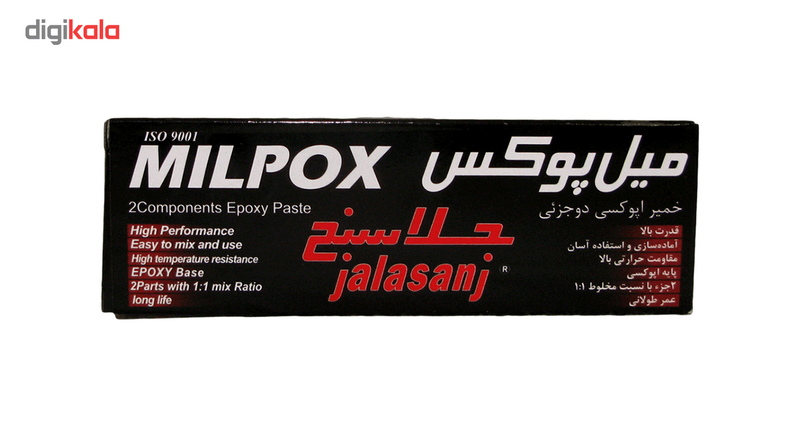 digikala
ISO 9001
MILPOX
میل پوکس
2Components Epoxy Paste
خمیر اپوکسی دوجزئی
High Performance
Easy to mix and use
High temperature resistance
EPOXY Base
2Parts with 1:1 mix Ratio
long life
جلاسنج
jalasanj ®
قدرت بالا
آماده‌سازی و استفاده آسان
مقاومت حرارتی بالا
پایه اپوکسی
۲جزء با نسبت مخلوط ۱:۱
عمر طولانی